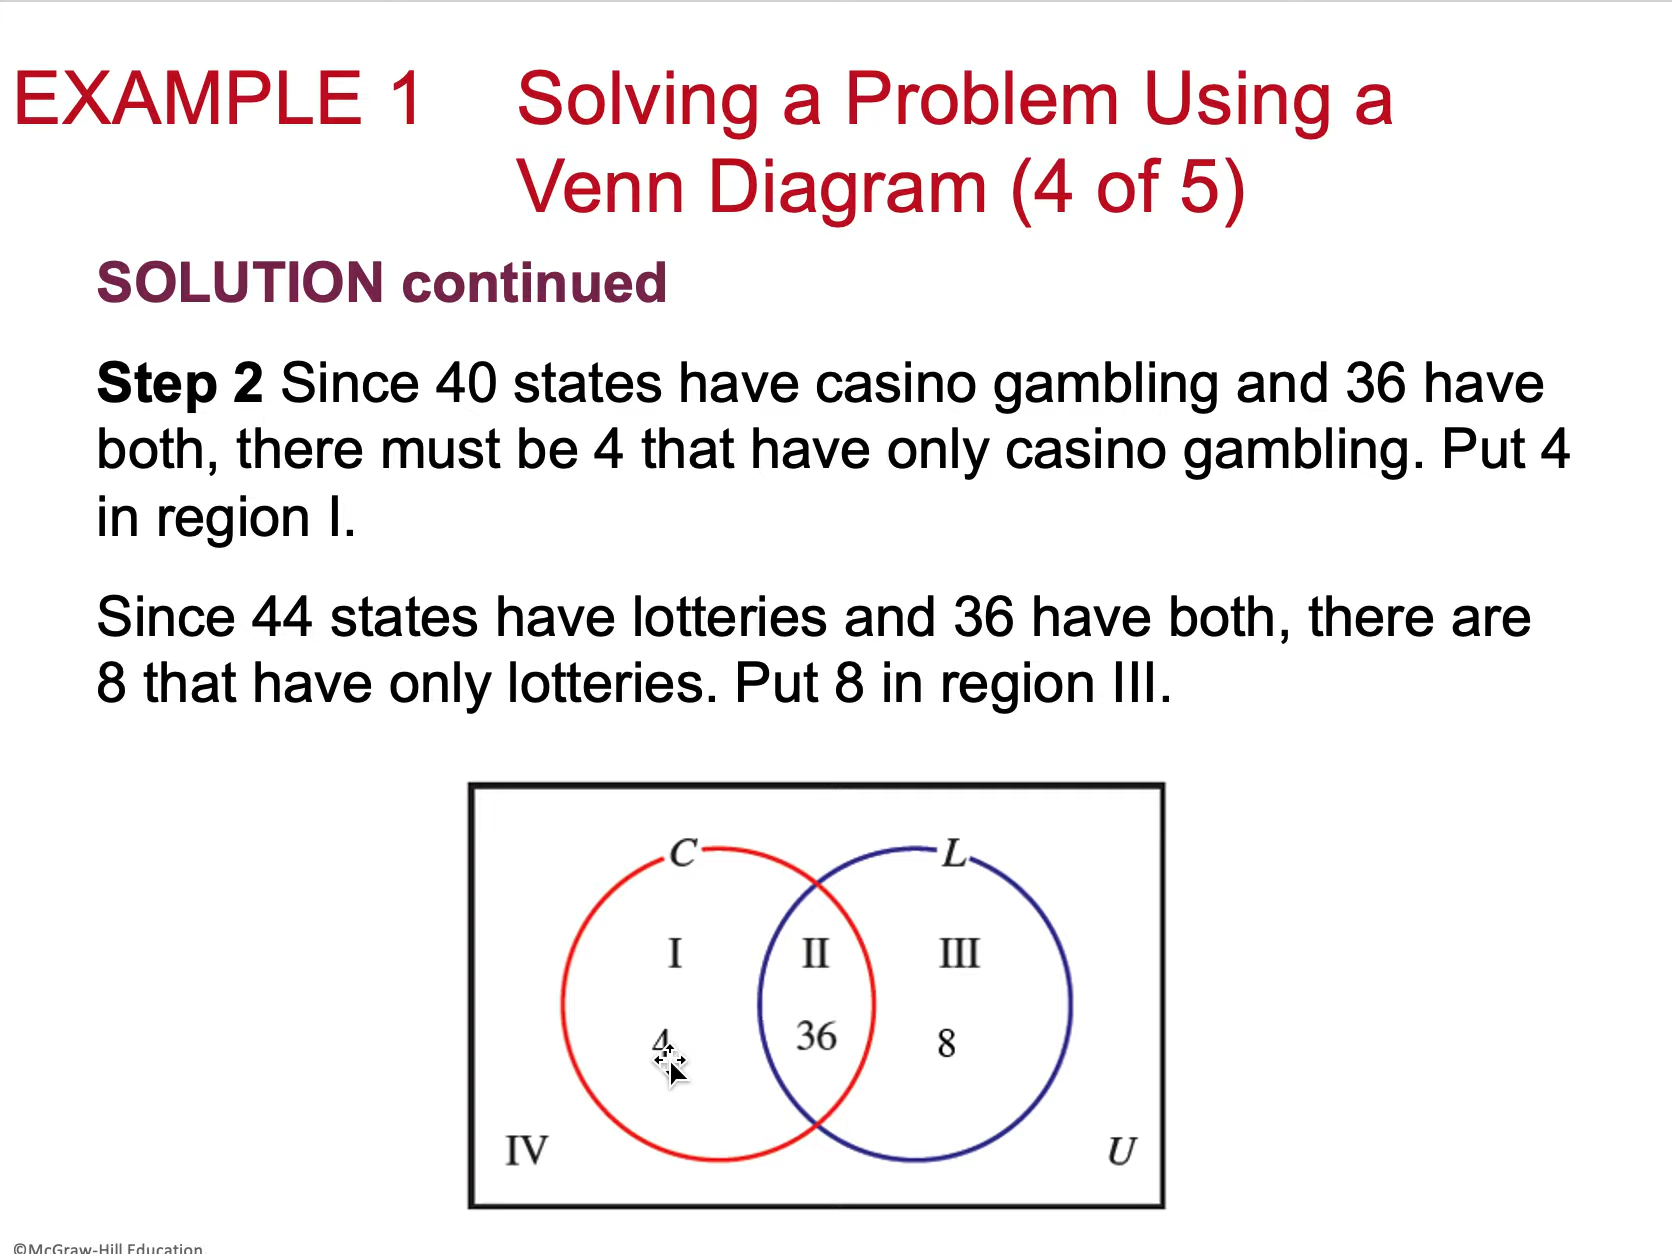 EXAMPLE 1 Solving a Problem Using a
Venn Diagram (4 of 5)
SOLUTION continued
Step 2 Since 40 states have casino gambling and 36 have
both, there must be 4 that have only casino gambling. Put 4
in region I.
Since 44 states have lotteries and 36 have both, there are
8 that have only lotteries. Put 8 in region III.
C L
I II III
4 36 8
IV U
©McGraw-Hill Education.